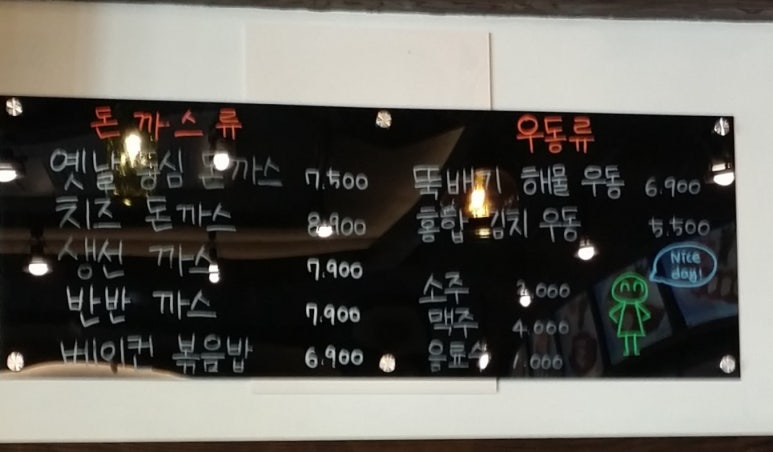 돈까스류
옛날 등심 돈까스 7,500
치즈 돈까스 8,900
생선 까스 7,900
반반 까스 7,900
베이커 볶음밥 6,900
우동류
뚝배기 해물 우동 6,900
홍합 김치 우동 5,500
소주
맥주 4,000
음료수
Nice
day!